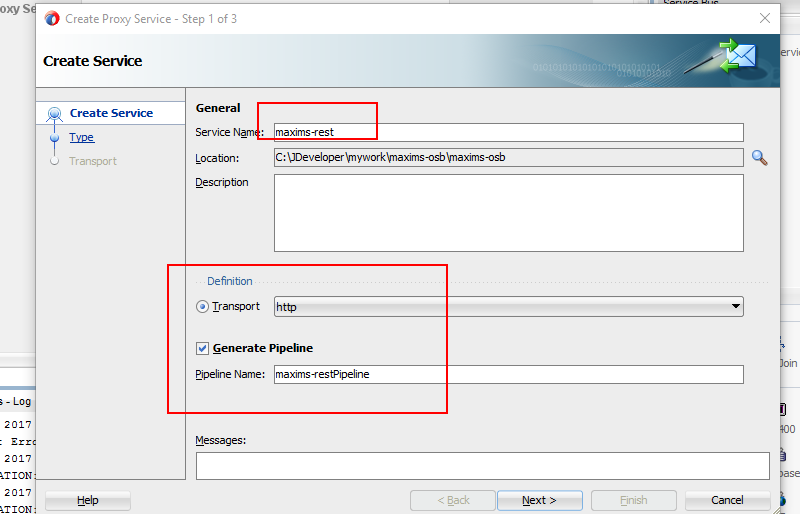 oxy Se
Service Bus
Create Proxy Service - Step 1 of 3
Create Service
01010101010101010101010101
01010101010
ervice
Create Service
Type
Transport
General
Service Name: maxims-rest
Location: C:\JDeveloper\mywork\maxims-osb\maxims-osb
Description
Definition
Transport http
Generate Pipeline
Pipeline Name: maxims-restPipeline
Messages:
Help
< Back
Next >
Finish
Cancel
s - Log
2017
: Erro
2017
ATION:
2017
ATION:
Join
400
base